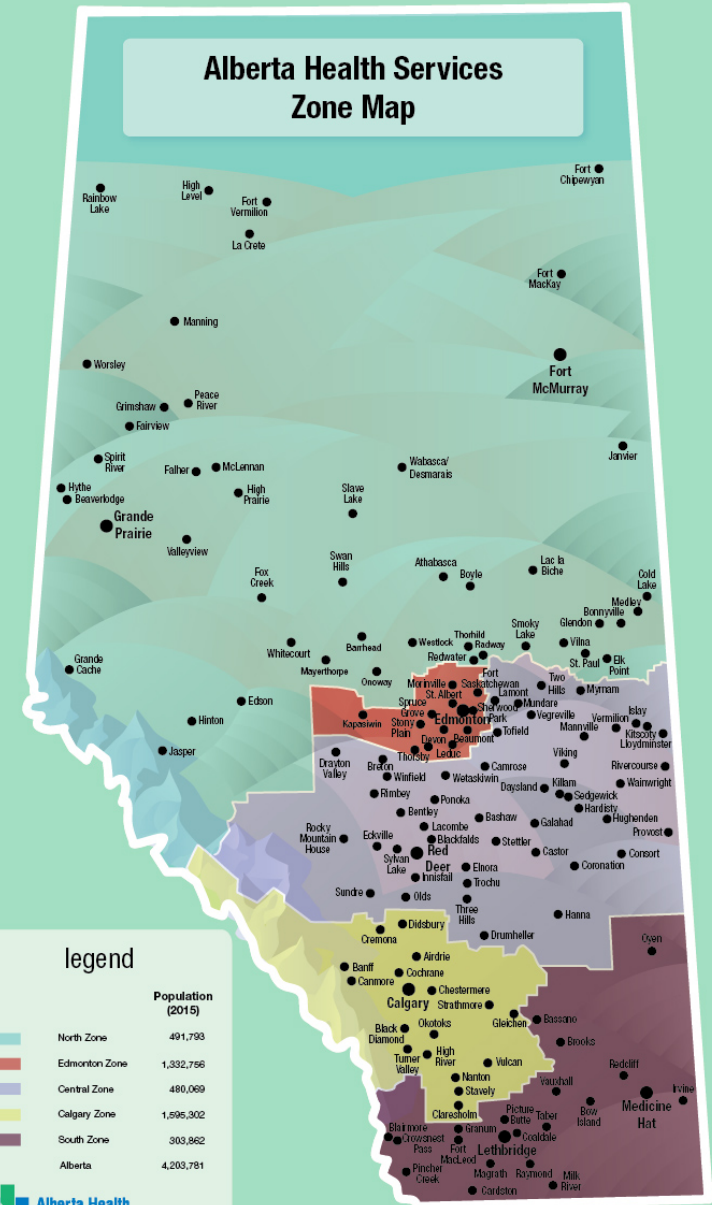 Alberta Health Services
Zone Map
Fort
Chipewyan
Rainbow
Lake
High
Level
Fort
Vermilion
La Crete
Fort
MacKay
Manning
Fort
McMurray
Worsley
Peace
River
Grimshaw
Fairview
Janvier
Spirit
River
Falher
McLennan
Wabasca/
Desmarais
Hythe
Beaverlodge
High
Prairie
Slave
Lake
Grande
Prairie
Valleyview
Swan
Hills
Fox
Creek
Athabasca
Boyle
Lac la
Biche
Cold
Lake
Medley
Bonnyville
Glendon
Whitecourt
Barrhead
Westlock
Thorhild
Radway
Redwater
Smoky
Lake
Vilna
St. Paul
Elk
Point
Mayerthorpe
Onoway
Grande
Cache
Edson
Hinton
Jasper
Morinville
Fort
Saskatchewan
St. Albert
Lamont
Two
Hills
Myrnam
Spruce
Grove
Sherwood
Park
Mundare
Kapasiwin
Stony
Plain
Edmonton
Vegreville
Vermilion
Islay
Mannville
Kitscoty
Lloydminster
Devon
Beaumont
Tofield
Thorsby
Leduc
Drayton
Valley
Breton
Winfield
Wetaskiwin
Camrose
Viking
Rivercourse
Wainwright
Daysland
Killam
Sedgewick
Hardisty
Rimbey
Ponoka
Bentley
Bashaw
Galahad
Hughenden
Provost
Lacombe
Blackfalds
Rocky
Mountain
House
Eckville
Sylvan
Lake
Red
Deer
Stettler
Castor
Consort
Coronation
Innisfail
Elnora
Trochu
Sundre
Olds
Three
Hills
Hanna
Didsbury
Cremona
Drumheller
Oyen
Airdrie
Banff
Cochrane
Canmore
Calgary
Chestermere
Strathmore
Gleichen
Bassano
Black
Diamond
Okotoks
Brooks
Turner
Valley
High
River
Vulcan
Redcliff
Nanton
Stavely
Vauxhall
Irvine
Medicine
Hat
Bow
Island
Claresholm
Picture
Butte
Taber
Blairmore
Crowsnest
Pass
Granum
Coaldale
Fort
MacLeod
Lethbridge
Pincher
Creek
Magrath
Raymond
Milk
River
Cardston
legend
Population
(2015)
North Zone 491,793
Edmonton Zone 1,332,756
Central Zone 480,069
Calgary Zone 1,595,302
South Zone 303,862
Alberta 4,203,781
Alberta Health